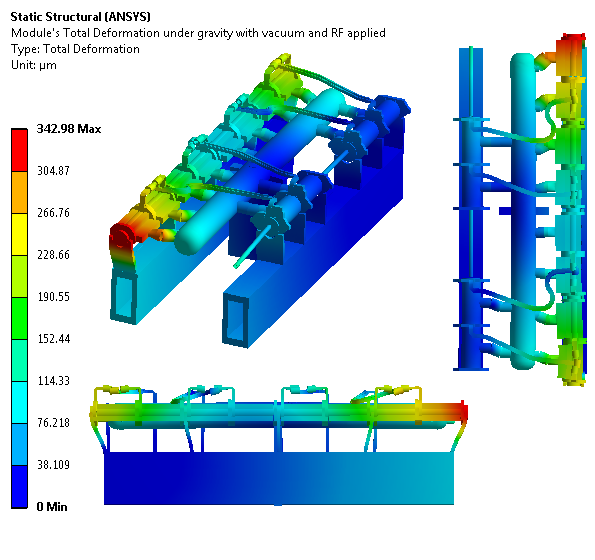 Static Structural (ANSYS)
Module's Total Deformation under gravity with vacuum and RF applied
Type: Total Deformation
Unit: µm
342.98 Max
304.87
266.76
228.66
190.55
152.44
114.33
76.218
38.109
0 Min